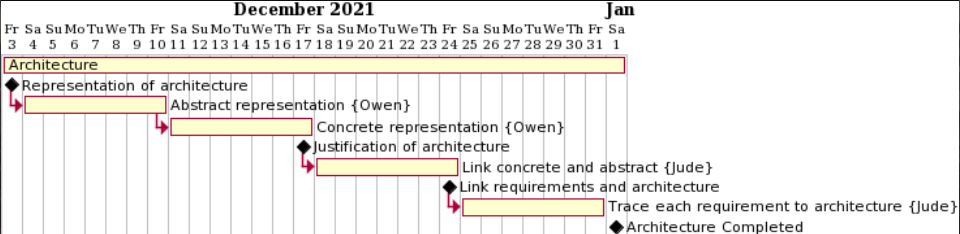 December 2021 Jan
Fr Sa Su Mo Tu We Th Fr Sa Su Mo Tu We Th Fr Sa Su Mo Tu We Th Fr Sa Su Mo Tu We Th Fr Sa
3 4 5 6 7 8 9 10 11 12 13 14 15 16 17 18 19 20 21 22 23 24 25 26 27 28 29 30 31 1
Architecture
Representation of architecture
Abstract representation {Owen}
Concrete representation {Owen}
Justification of architecture
Link concrete and abstract {Jude}
Link requirements and architecture
Trace each requirement to architecture {Jude}
Architecture Completed